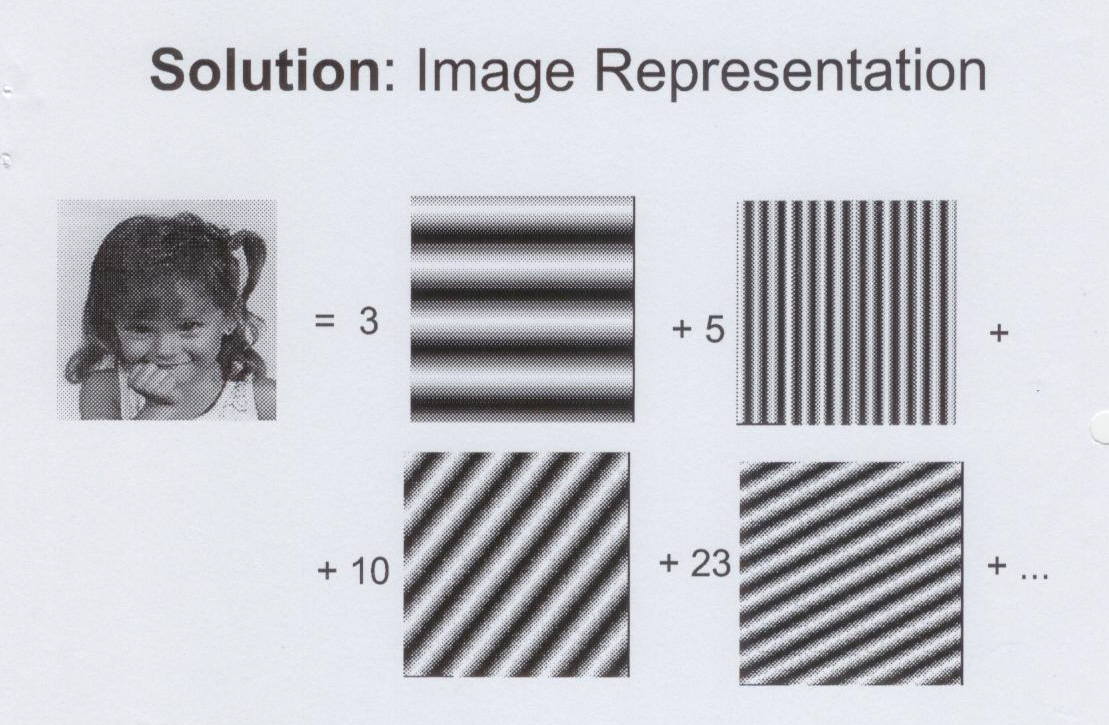 Solution: Image Representation
= 3 + 5 +
+ 10 + 23 + ...